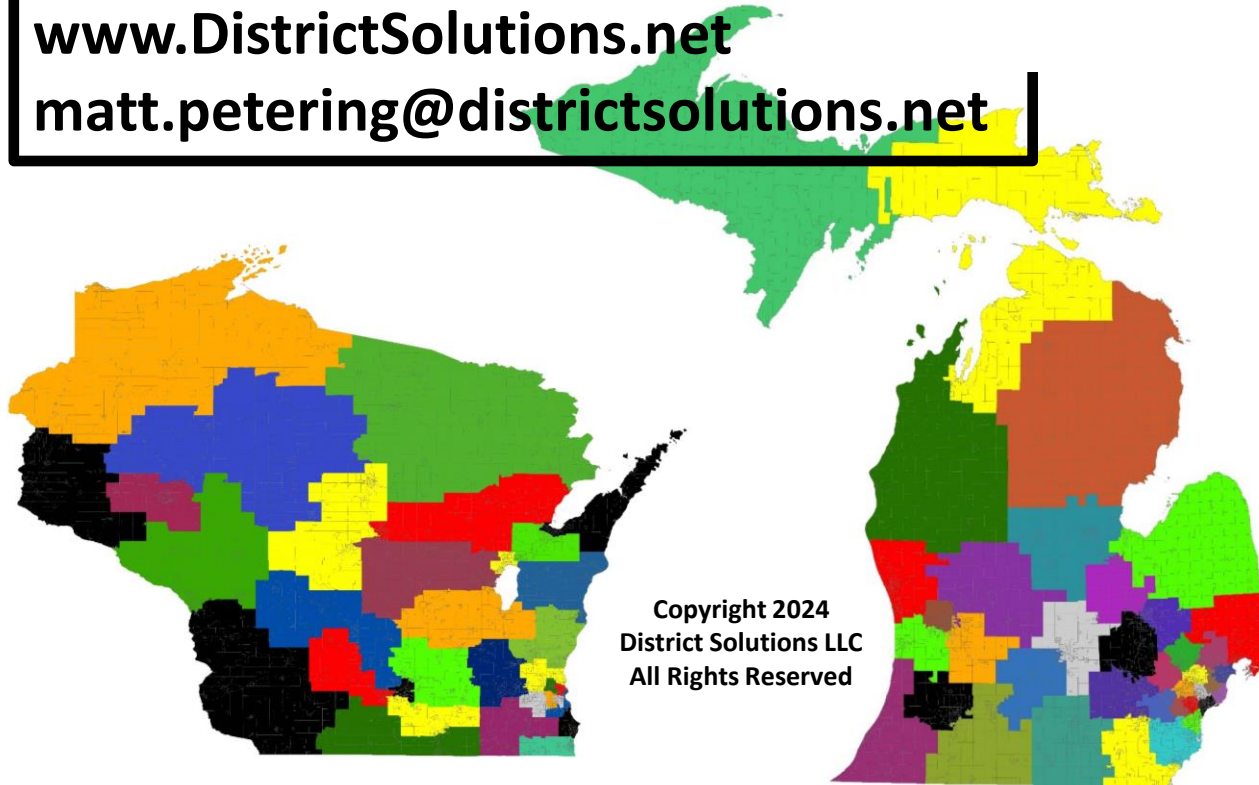 www.DistrictSolutions.net
matt.petering@districtsolutions.net
Copyright 2024
District Solutions LLC
All Rights Reserved